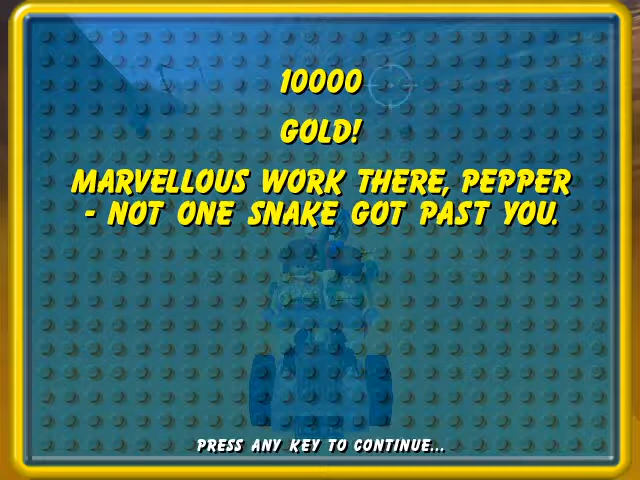 10000
GOLD!
MARVELLOUS WORK THERE, PEPPER
- NOT ONE SNAKE GOT PAST YOU.
PRESS ANY KEY TO CONTINUE...